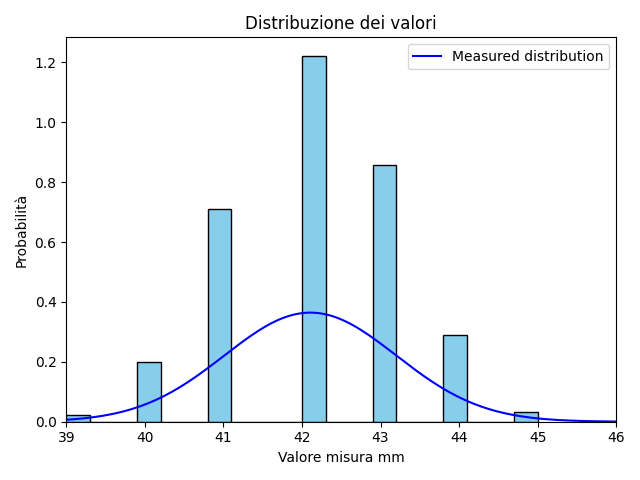 Distribuzione dei valori
Measured distribution
Probabilità
1.2
1.0
0.8
0.6
0.4
0.2
0.0
39 40 41 42 43 44 45 46
Valore misura mm